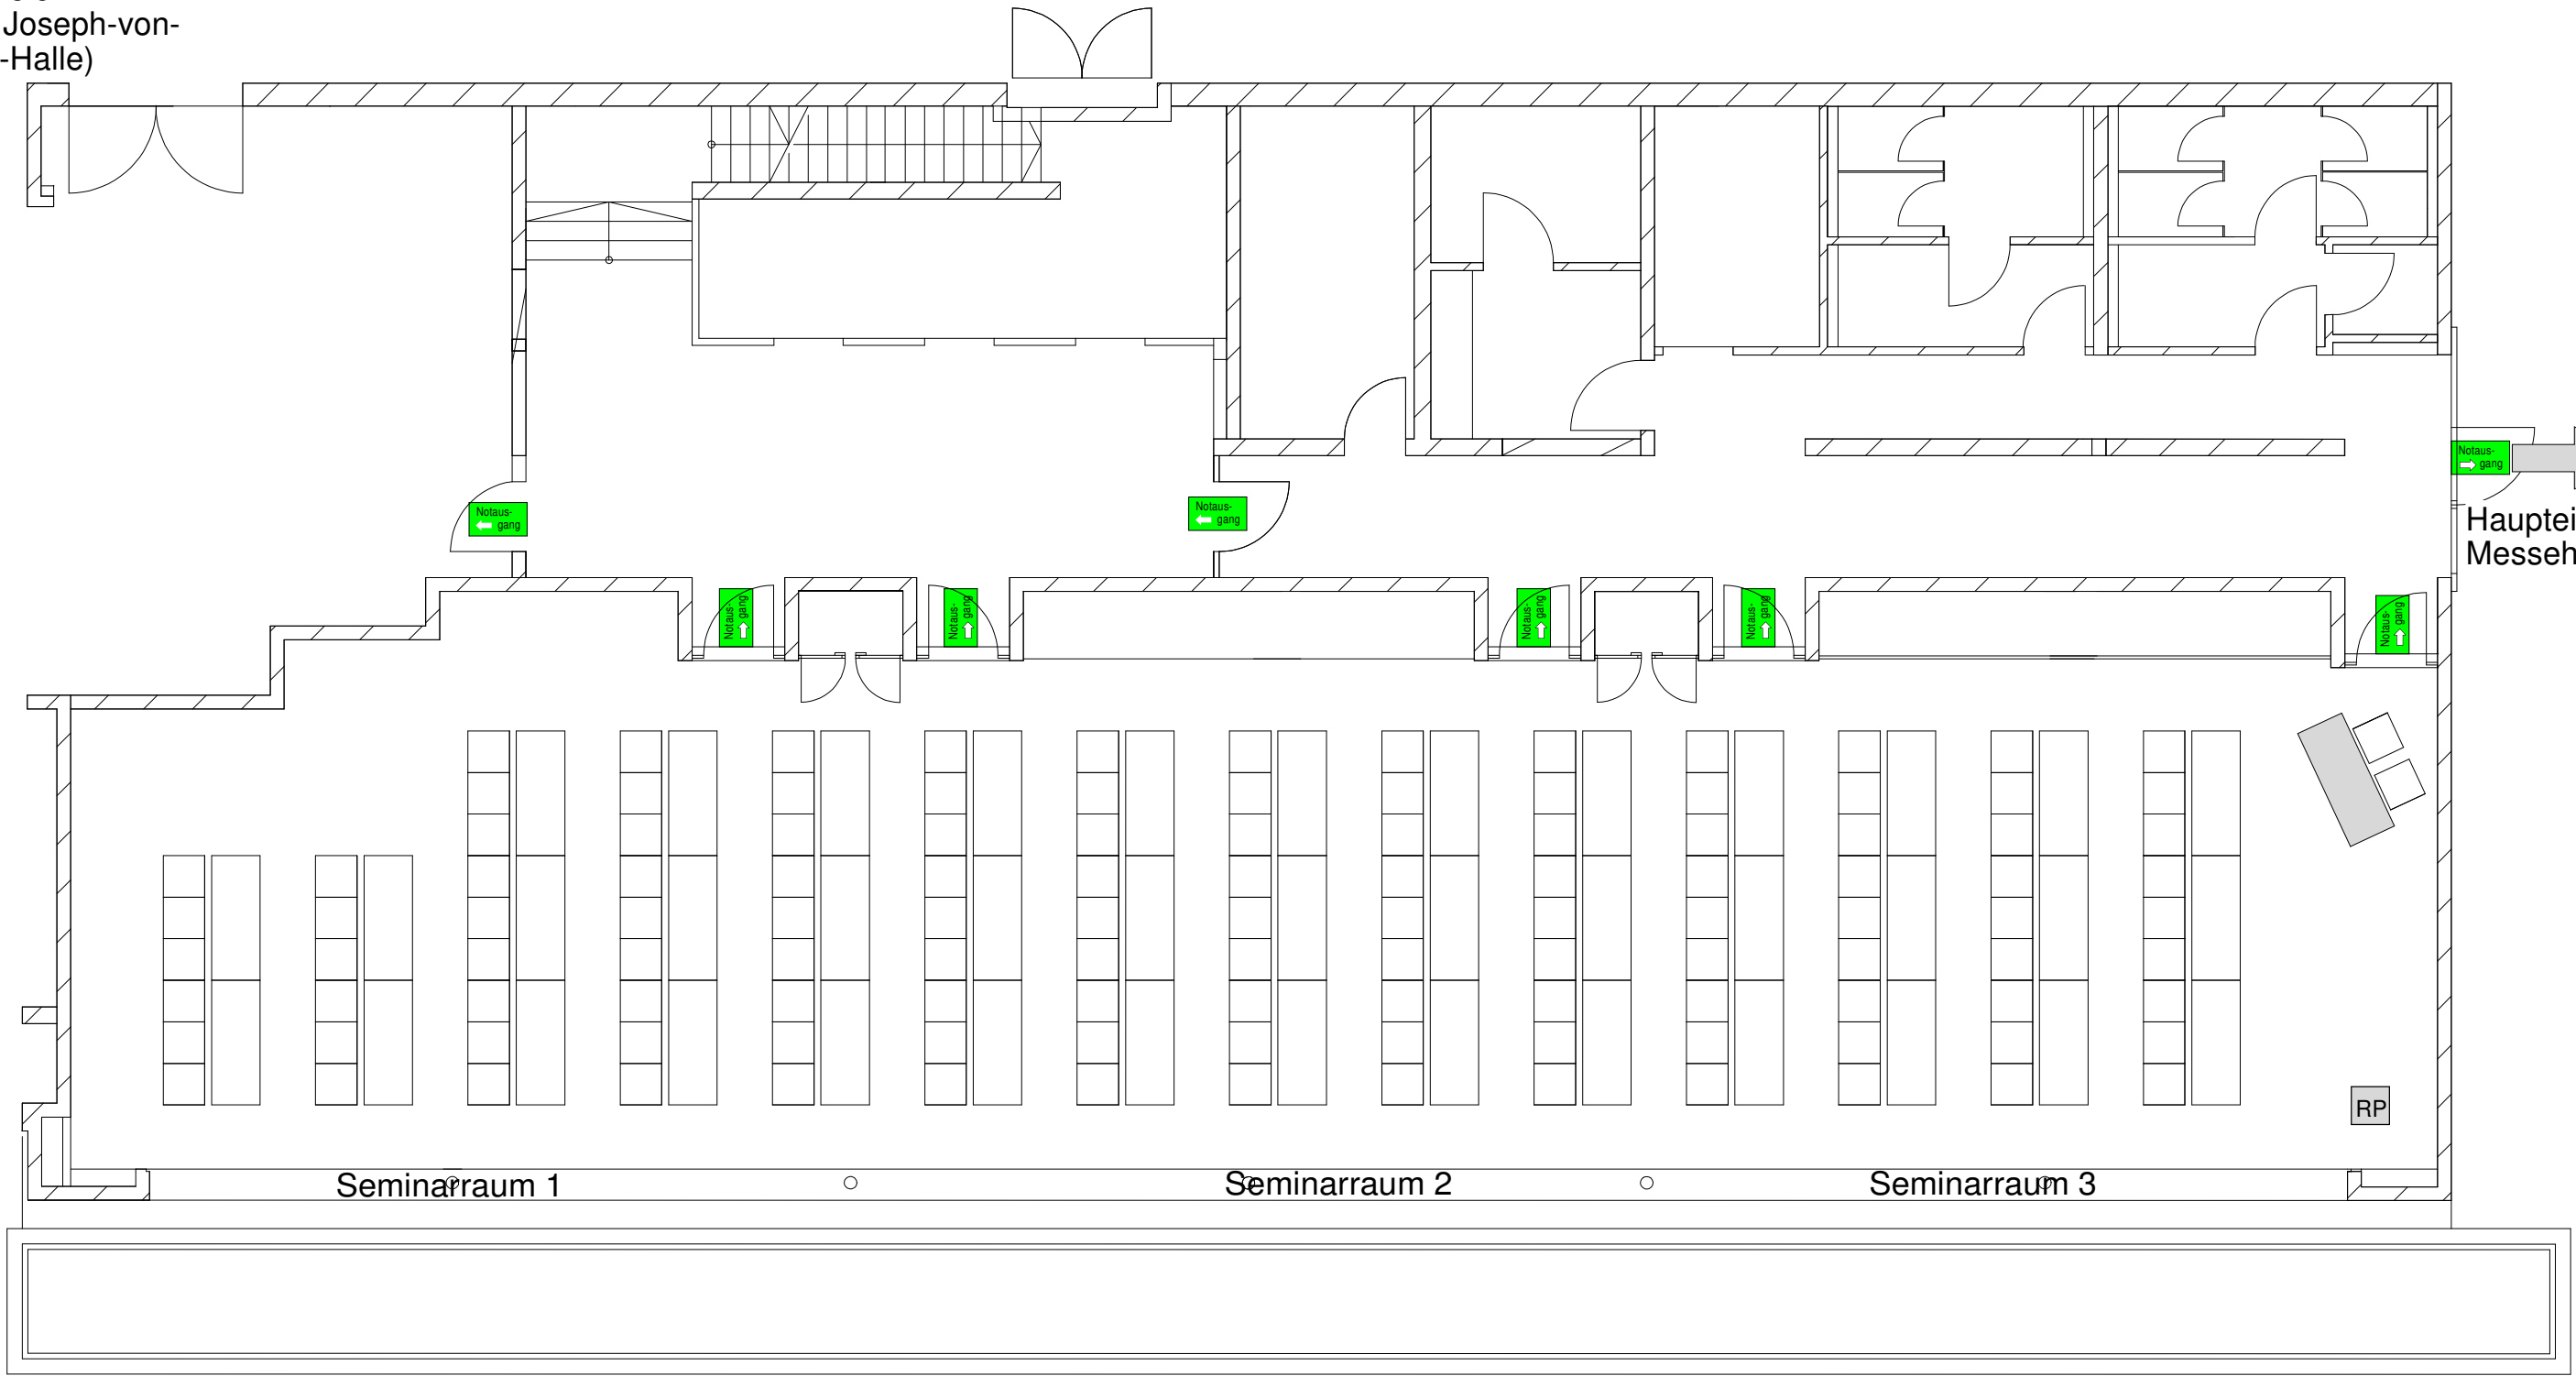 Joseph-von-
-Halle)
Notaus-
gang
Notaus-
gang
Notaus-
gang
Hauptei
Messeh
Notaus-
gang
Notaus-
gang
Notaus-
gang
Notaus-
gang
Notaus-
gang
RP
Seminarraum 1
Seminarraum 2
Seminarraum 3